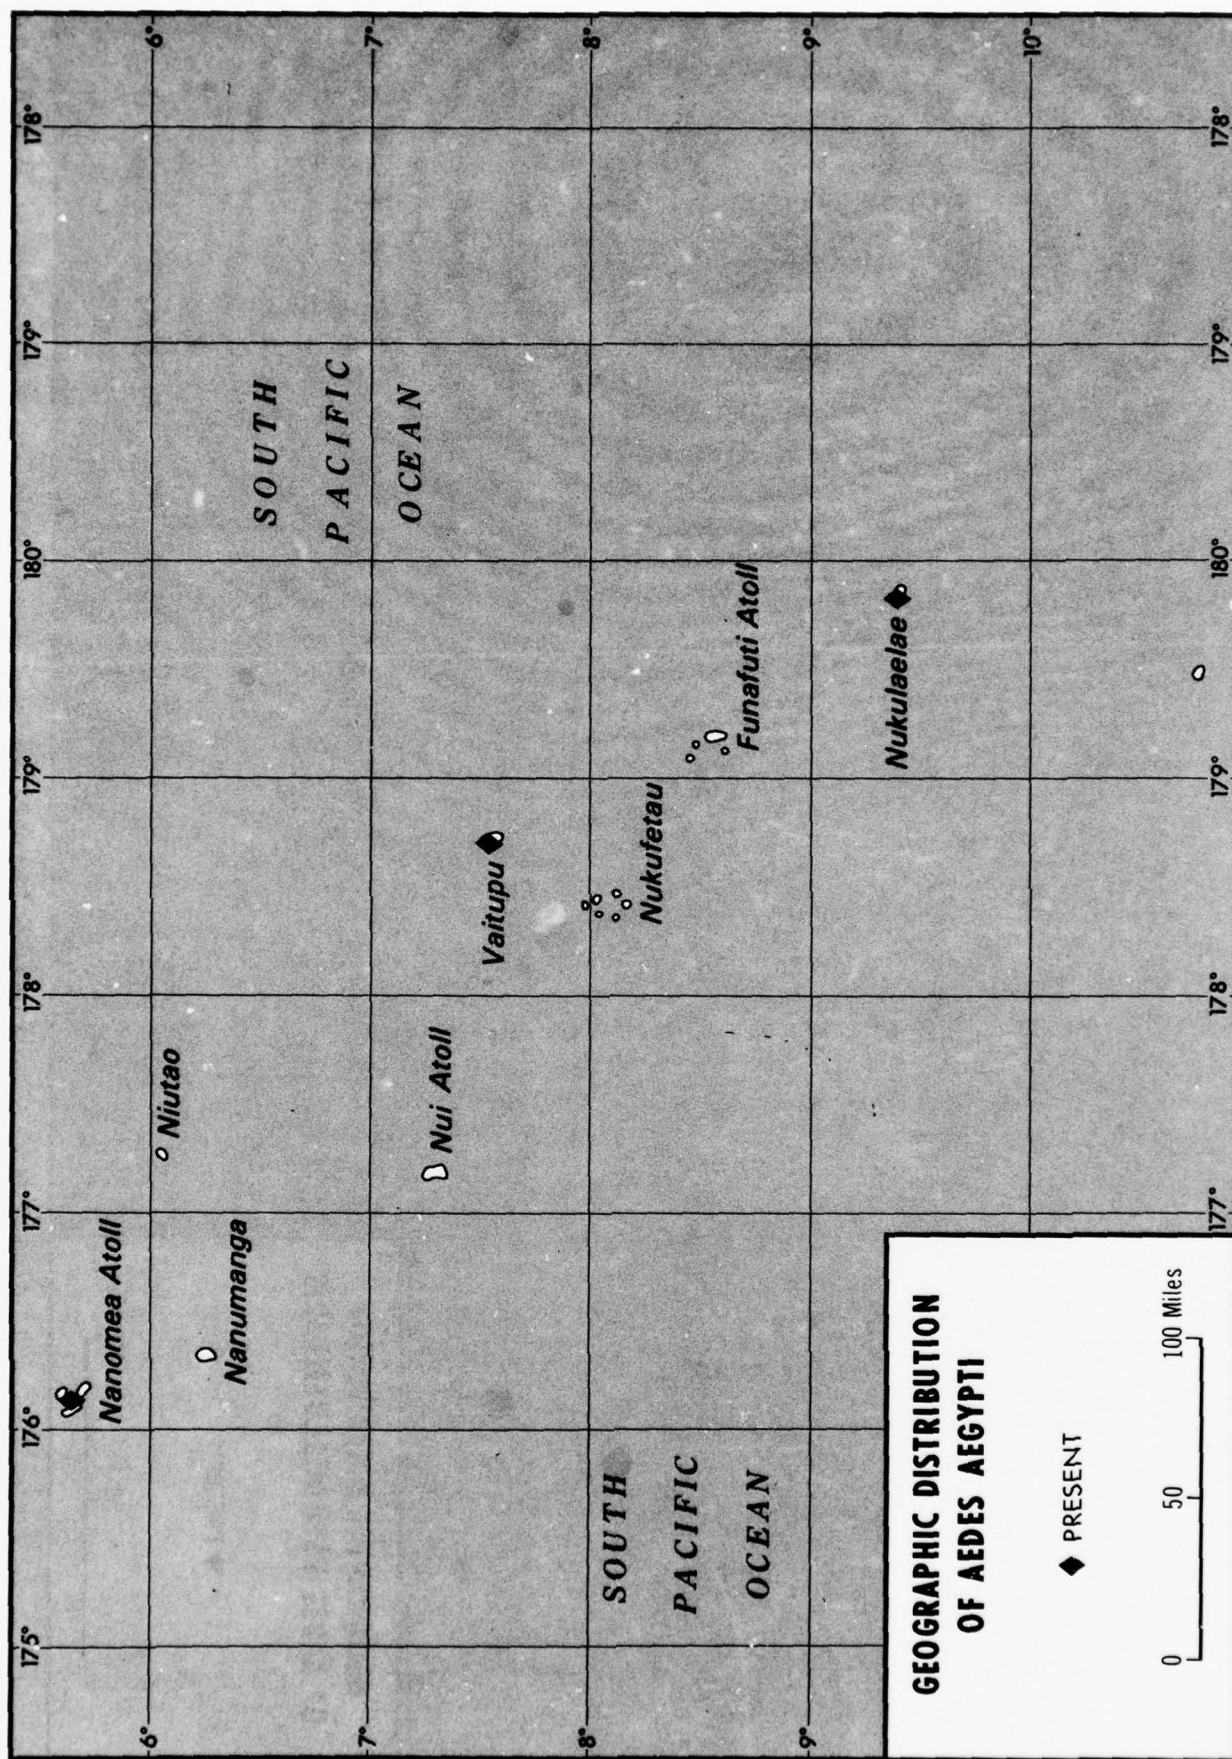 175°
176°
177°
178°
179°
180°
179°
178°
6°
6°
Nanomea Atoll
Niutao
Nanumanga
SOUTH
PACIFIC
OCEAN
7°
7°
Nui Atoll
Vaitupu
8°
8°
Nukufetau
SOUTH
PACIFIC
OCEAN
Funafuti Atoll
9°
9°
Nukulaelae
10°
GEOGRAPHIC DISTRIBUTION
OF AEDES AEGYPTI
PRESENT
0 50 100 Miles
177°
178°
179°
180°
179°
178°